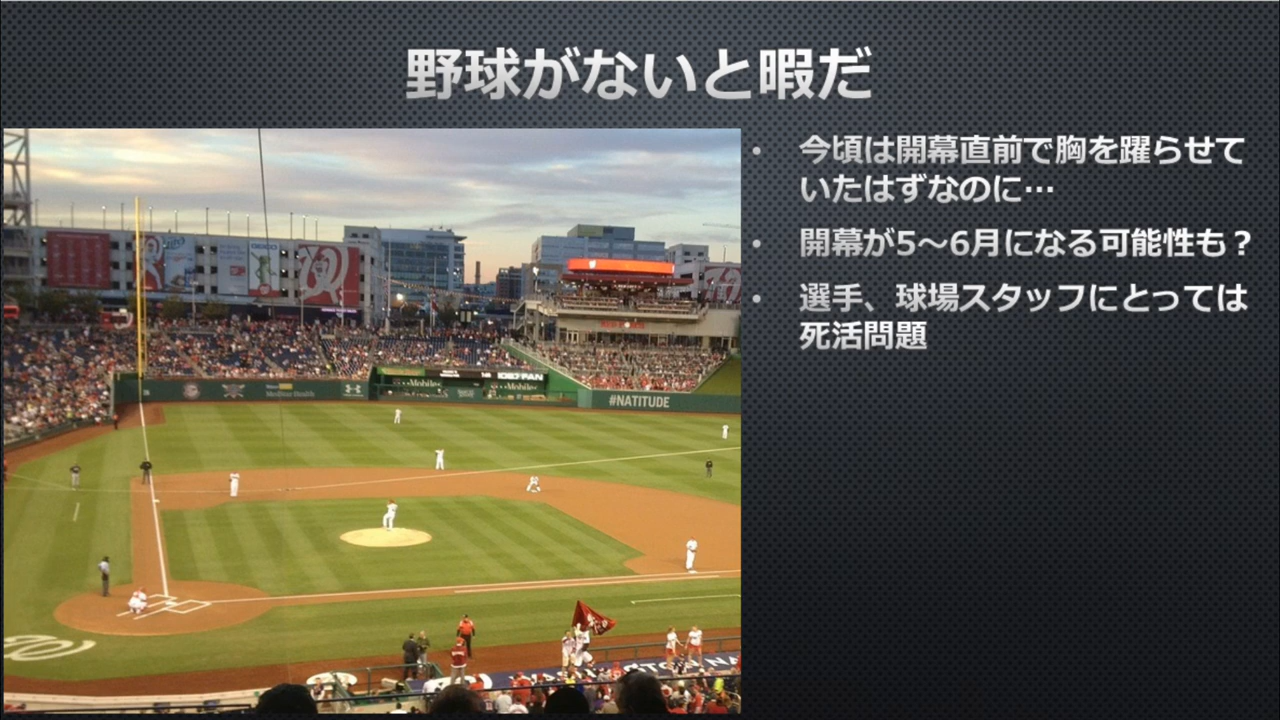 野球がないと暇だ
• 今頃は開幕直前で胸を躍らせて
いたはずなのに…
• 開幕が5～6月になる可能性も？
• 選手、球場スタッフにとっては
死活問題
GEICO
#NATITUDE